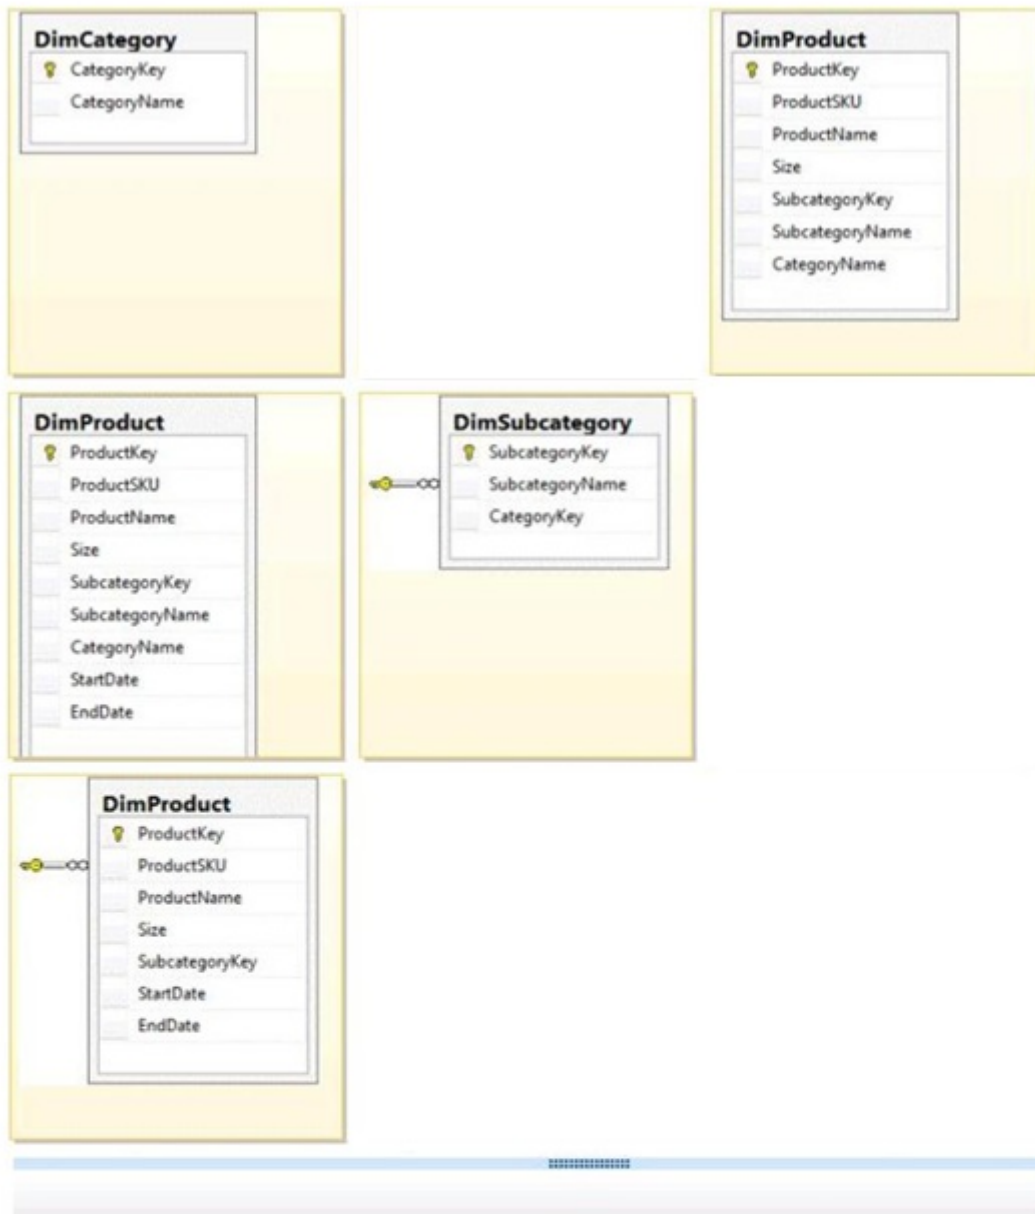 DimCategory
CategoryKey
CategoryName
DimProduct
ProductKey
ProductSKU
ProductName
Size
SubcategoryKey
SubcategoryName
CategoryName
DimProduct
ProductKey
ProductSKU
ProductName
Size
SubcategoryKey
SubcategoryName
CategoryName
StartDate
EndDate
DimSubcategory
SubcategoryKey
SubcategoryName
CategoryKey
DimProduct
ProductKey
ProductSKU
ProductName
Size
SubcategoryKey
StartDate
EndDate